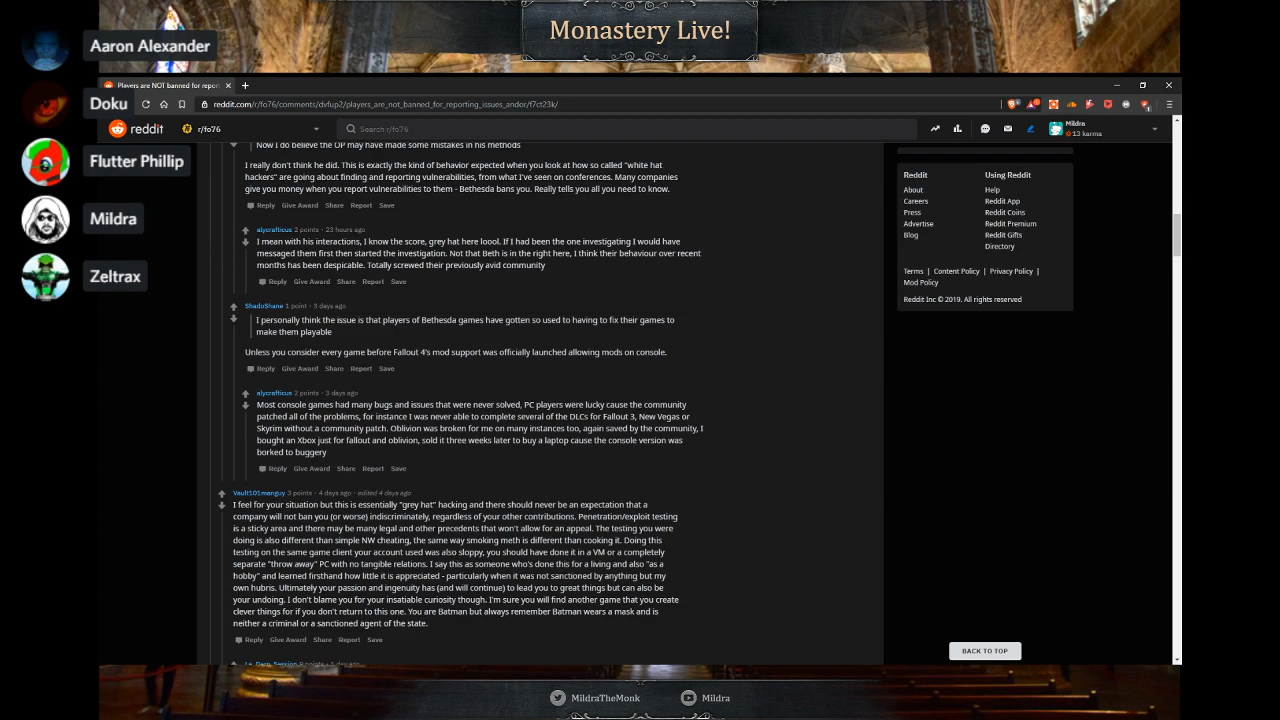 Monastery Live!
Aaron Alexander
Doku
Flutter Phillip
Mildra
Zeltrax
Players are NOT banned for report
reddit.com/r/fo76/comments/dvfup2/players_are_not_banned_for_reporting_issues_andor/f7ct23k/
reddit
r/fo76
Search r/fo76
Mildra
13 karma
Now I do believe the OP may have made some mistakes in his methods
I really don't think he did. This is exactly the kind of behavior expected when you look at how so called "white hat
hackers" are going about finding and reporting vulnerabilities, from what I've seen on conferences. Many companies
give you money when you report vulnerabilities to them - Bethesda bans you. Really tells you all you need to know.
Reply Give Award Share Report Save
alycrafticus 2 points · 23 hours ago
I mean with his interactions, I know the score, grey hat here loool. If I had been the one investigating I would have
messaged them first then started the investigation. Not that Beth is in the right here, I think their behaviour over recent
months has been despicable. Totally screwed their previously avid community
Reply Give Award Share Report Save
ShadoShane 1 point · 3 days ago
I personally think the issue is that players of Bethesda games have gotten so used to having to fix their games to
make them playable
Unless you consider every game before Fallout 4's mod support was officially launched allowing mods on console.
Reply Give Award Share Report Save
alycrafticus 2 points · 3 days ago
Most console games had many bugs and issues that were never solved, PC players were lucky cause the community
patched all of the problems, for instance I was never able to complete several of the DLCs for Fallout 3, New Vegas or
Skyrim without a community patch. Oblivion was broken for me on many instances too, again saved by the community, I
bought an Xbox just for fallout and oblivion, sold it three weeks later to buy a laptop cause the console version was
borked to buggery
Reply Give Award Share Report Save
Vault101manguy 3 points · 4 days ago · edited 4 days ago
I feel for your situation but this is essentially "grey hat" hacking and there should never be an expectation that a
company will not ban you (or worse) indiscriminately, regardless of your other contributions. Penetration/exploit testing
is a sticky area and there may be many legal and other precedents that won't allow for an appeal. The testing you were
doing is also different than simple NW cheating, the same way smoking meth is different than cooking it. Doing this
testing on the same game client your account used was also sloppy, you should have done it in a VM or a completely
separate "throw away" PC with no tangible relations. I say this as someone who's done this for a living and also "as a
hobby" and learned firsthand how little it is appreciated - particularly when it was not sanctioned by anything but my
own hubris. Ultimately your passion and ingenuity has (and will continue) to lead you to great things but can also be
your undoing. I don't blame you for your insatiable curiosity though. I'm sure you will find another game that you create
clever things for if you don't return to this one. You are Batman but always remember Batman wears a mask and is
neither a criminal or a sanctioned agent of the state.
Reply Give Award Share Report Save
Reddit Using Reddit
About Help
Careers Reddit App
Press Reddit Coins
Advertise Reddit Premium
Blog Reddit Gifts
Directory
Terms | Content Policy | Privacy Policy |
Mod Policy
Reddit Inc © 2019. All rights reserved
BACK TO TOP
MildraTheMonk Mildra